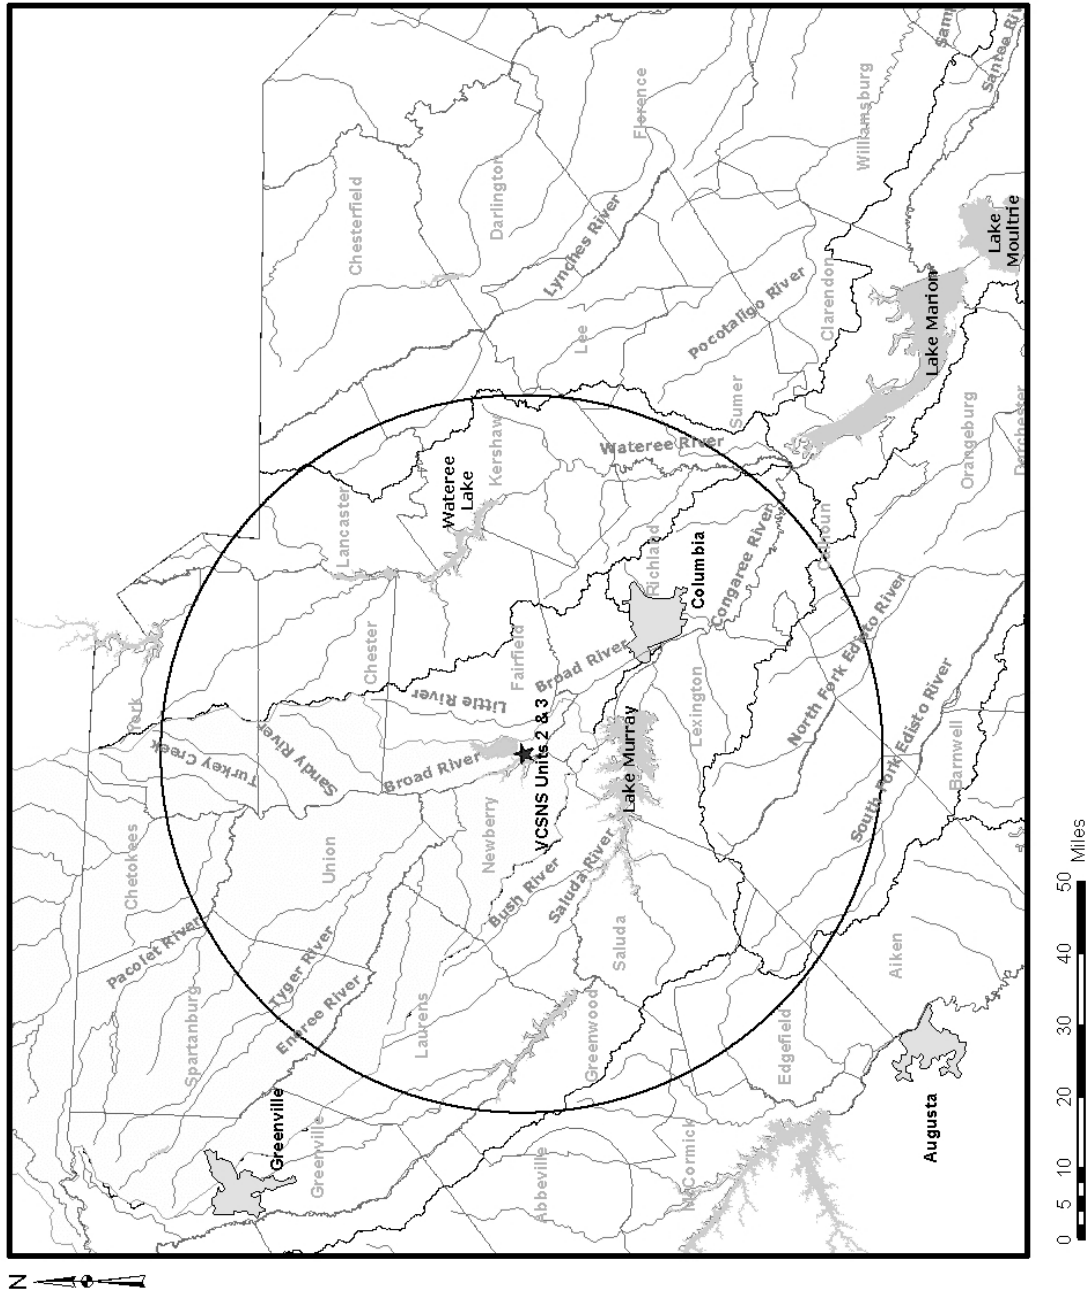 York
Chetokees
Spartanburg
Greenville
Greenville
Pacolet River
Turkey Creek
Sandy River
Union
Tyger River
Enoree River
Laurens
Chester
Lancaster
Chesterfield
Little River
Broad River
Newberry
Fairfield
Wateree
Lake
Kershaw
Darlington
VCSNS Units 2 & 3
Broad River
Bush River
Saluda River
Saluda
Greenwood
Abbeville
Lynches River
Lee
Florence
Lake Murray
Richland
Columbia
Wateree River
Lexington
McCormick
Edgefield
Congaree River
Sumer
Pocotaligo River
Clarendon
Williamsburg
Calhoun
North Fork Edisto River
South Fork Edisto River
Aiken
Augusta
Barnwell
Orangeburg
Lake Marion
Lake
Moultrie
Dorchester
Sam
Santee Riv
N
0 5 10 20 30 40 50
Miles